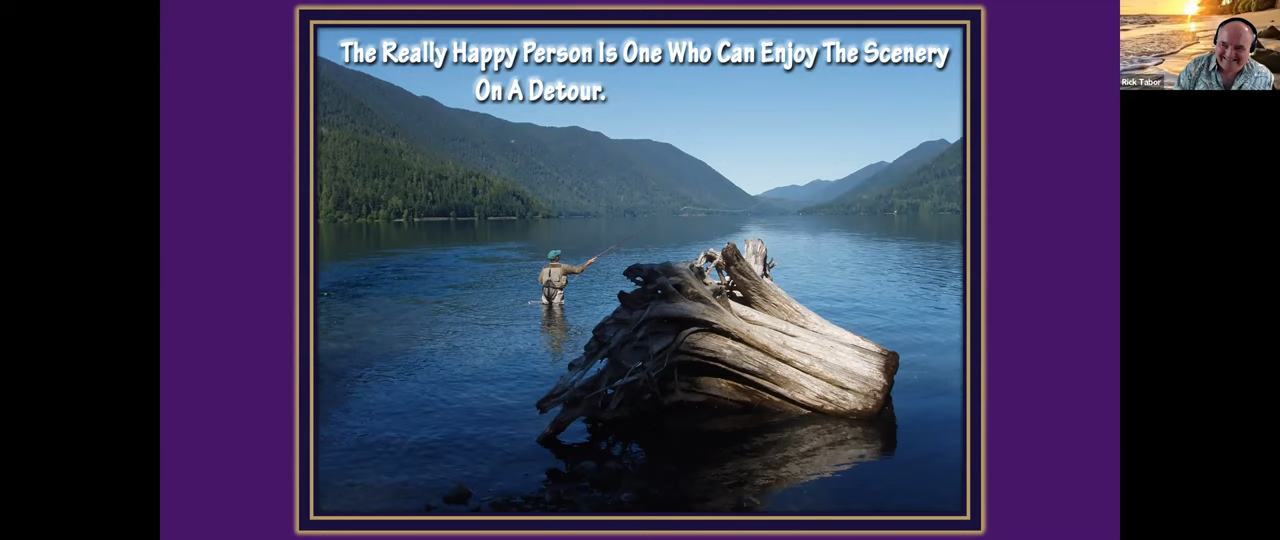 The Really Happy Person Is One Who Can Enjoy The Scenery
On A Detour.
Rick Tabor